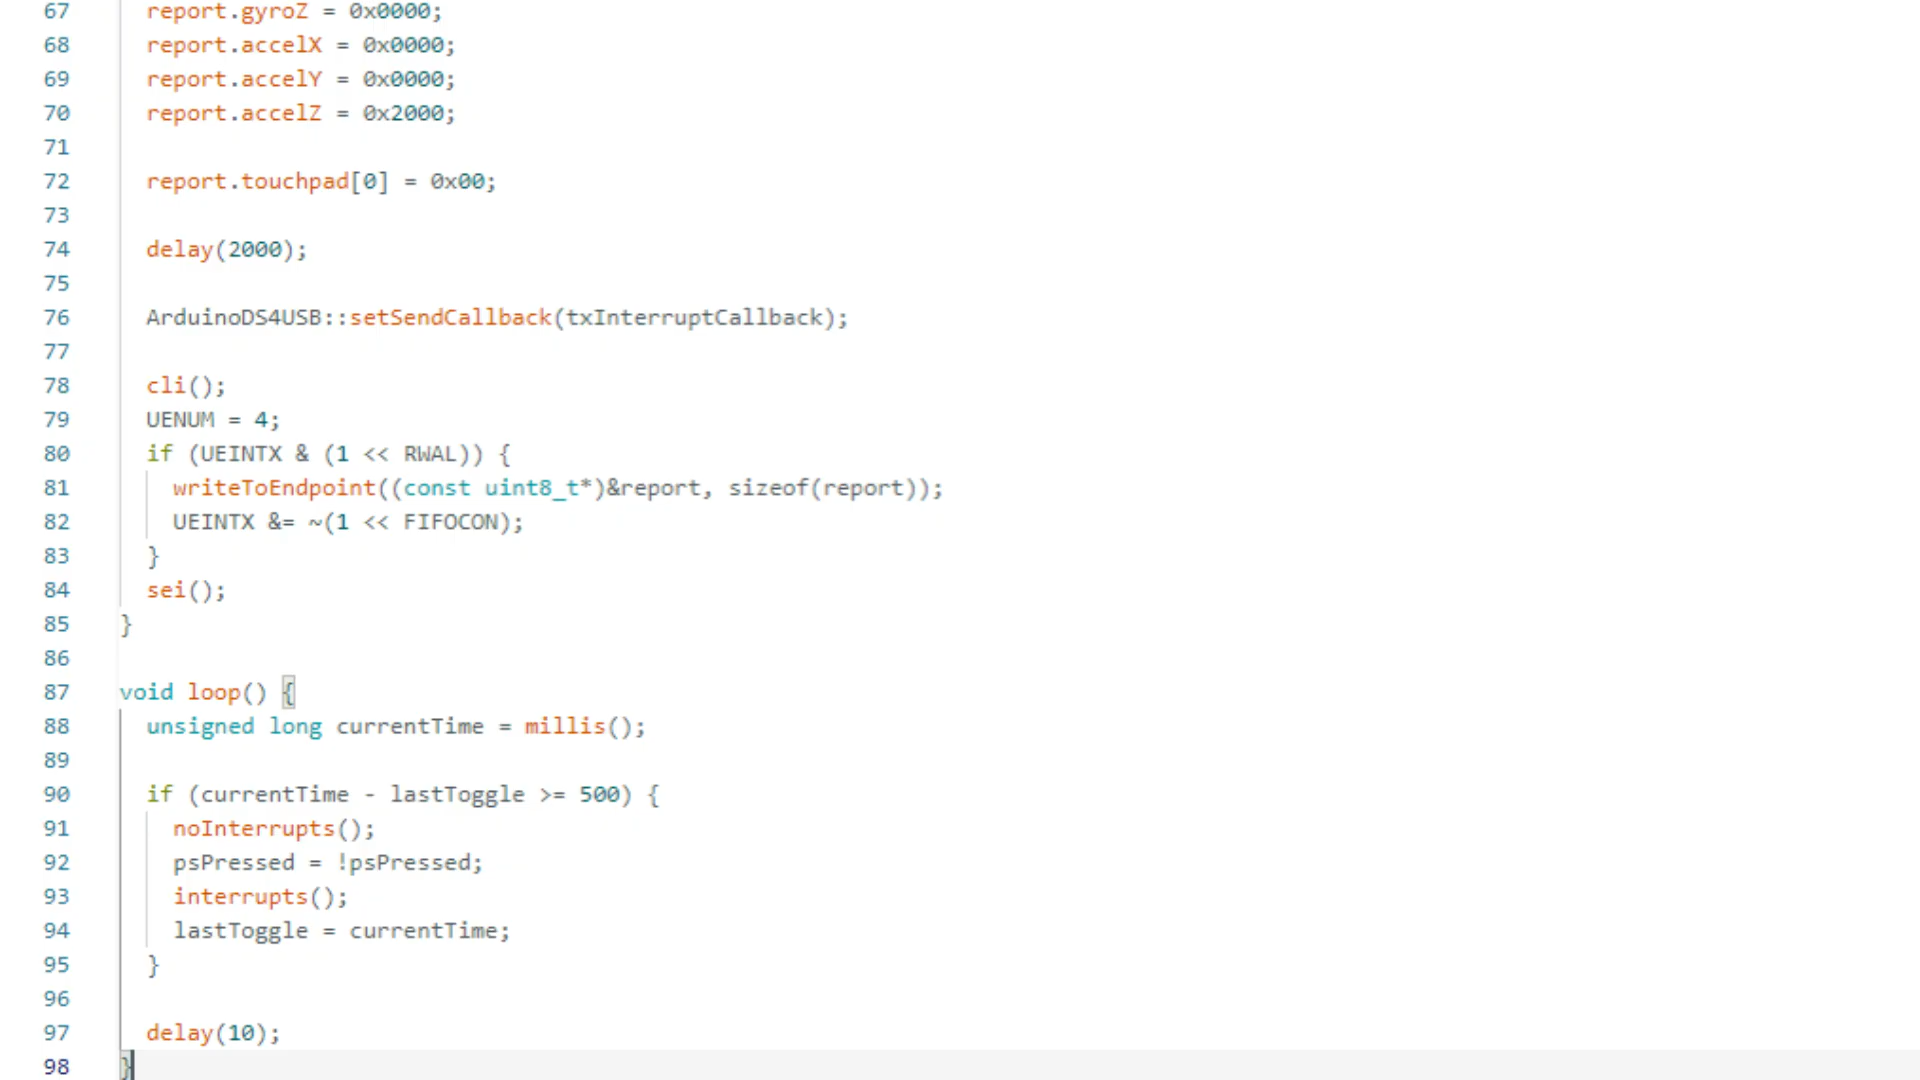 67 report.gyroZ = 0x0000;
68 report.accelX = 0x0000;
69 report.accelY = 0x0000;
70 report.accelZ = 0x2000;
71
72 report.touchpad[0] = 0x00;
73
74 delay(2000);
75
76 ArduinoDS4USB::setSendCallback(txInterruptCallback);
77
78 cli();
79 UENUM = 4;
80 if (UEINTX & (1 << RWAL)) {
81 writeToEndpoint((const uint8_t*)&report, sizeof(report));
82 UEINTX &= ~(1 << FIFOCON);
83 }
84 sei();
85 }
86
87 void loop() {
88 unsigned long currentTime = millis();
89
90 if (currentTime - lastToggle >= 500) {
91 noInterrupts();
92 psPressed = !psPressed;
93 interrupts();
94 lastToggle = currentTime;
95 }
96
97 delay(10);
98 }